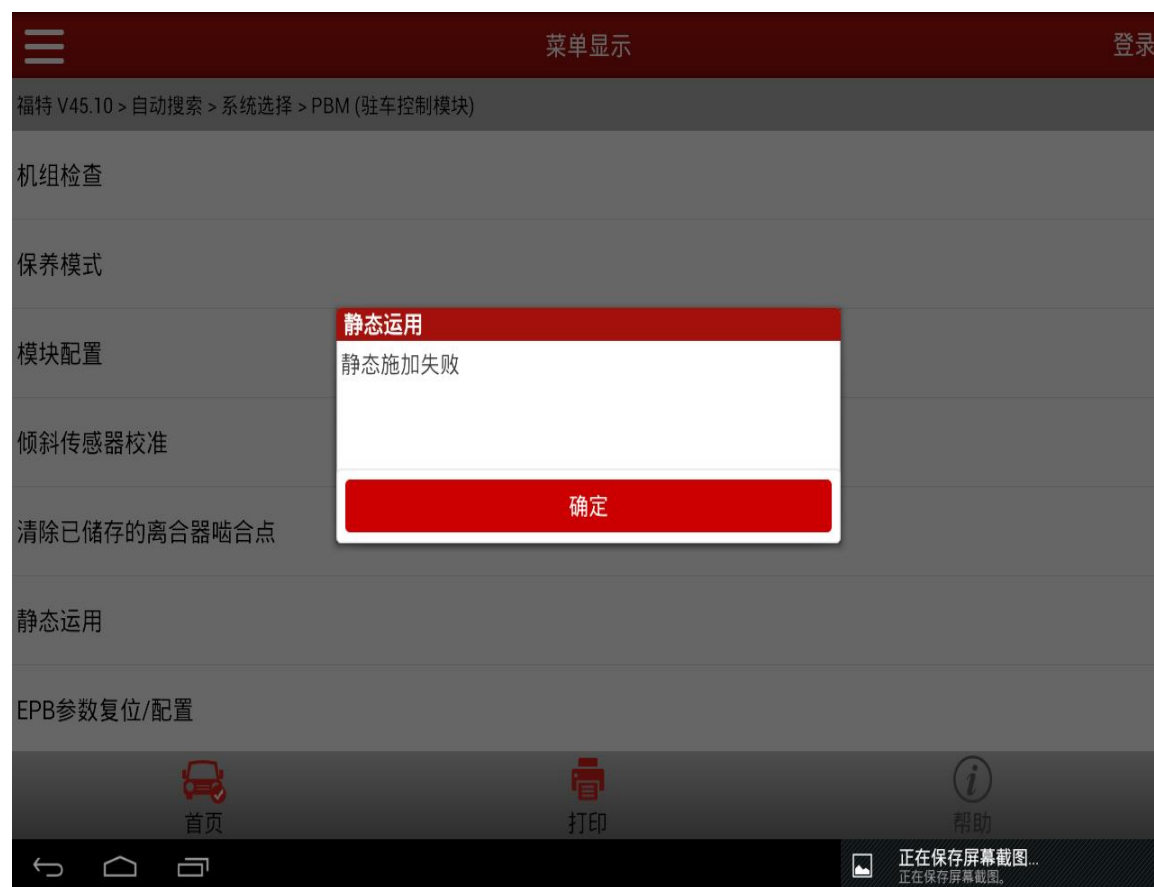 菜单显示
登录
福特 V45.10 > 自动搜索 > 系统选择 > PBM (驻车控制模块)
机组检查
保养模式
模块配置
倾斜传感器校准
清除已储存的离合器啮合点
静态运用
EPB参数复位/配置
静态运用
静态施加失败
确定
首页
打印
帮助
正在保存屏幕截图...
正在保存屏幕截图。